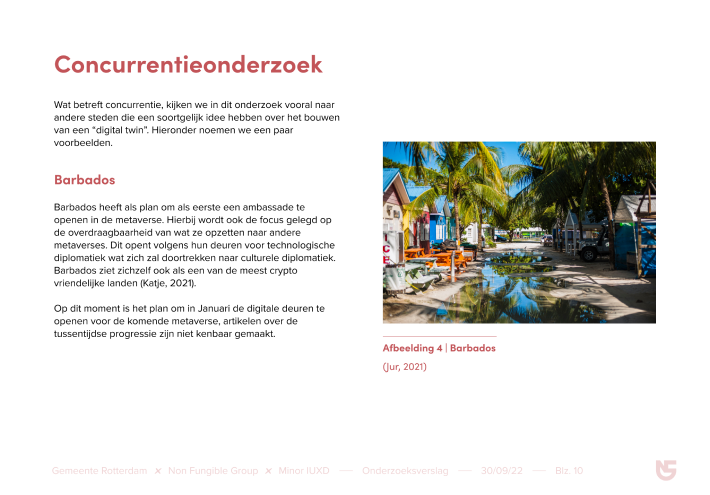 Concurrentieonderzoek
Wat betreft concurrentie, kijken we in dit onderzoek vooral naar
andere steden die een soortgelijk idee hebben over het bouwen
van een “digital twin”. Hieronder noemen we een paar
voorbeelden.
Barbados
Barbados heeft als plan om als eerste een ambassade te
openen in de metaverse. Hierbij wordt ook de focus gelegd op
de overdraagbaarheid van wat ze opzetten naar andere
metaverses. Dit opent volgens hun deuren voor technologische
diplomatiek wat zich zal doortrekken naar culturele diplomatiek.
Barbados ziet zichzelf ook als een van de meest crypto
vriendelijke landen (Katje, 2021).
Op dit moment is het plan om in Januari de digitale deuren te
openen voor de komende metaverse, artikelen over de
tussentijdse progressie zijn niet kenbaar gemaakt.
Afbeelding 4 | Barbados
(Jur, 2021)
Gemeente Rotterdam × Non Fungible Group × Minor IUXD — Onderzoeksverslag — 30/09/22 — Blz. 10